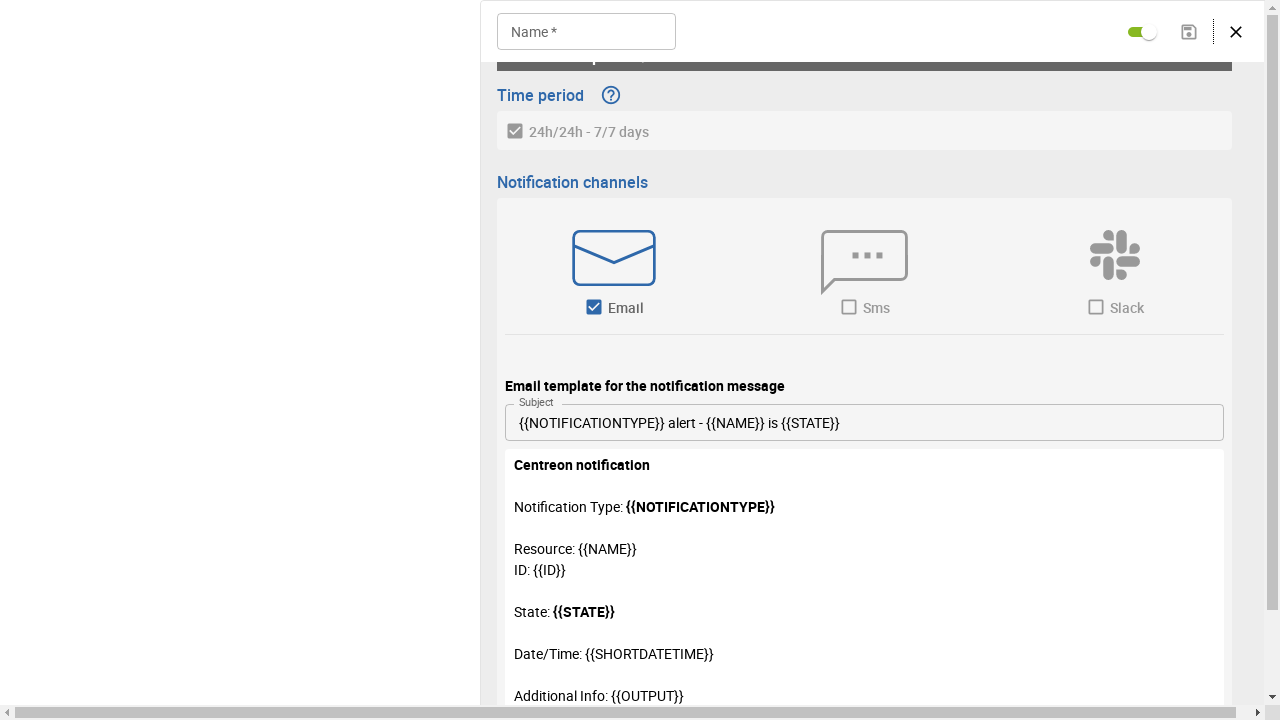 Name *
Time period
24h/24h - 7/7 days
Notification channels
Email
Sms
Slack
Email template for the notification message
Subject
{{NOTIFICATIONTYPE}} alert - {{NAME}} is {{STATE}}
Centreon notification
Notification Type: {{NOTIFICATIONTYPE}}
Resource: {{NAME}}
ID: {{ID}}
State: {{STATE}}
Date/Time: {{SHORTDATETIME}}
Additional Info: {{OUTPUT}}